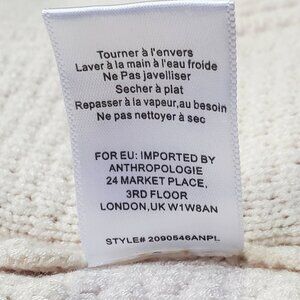 Tourner à l'envers
Laver à la main à l'eau froide
Ne Pas javelliser
Secher à plat
Repasser à la vapeur,au besoin
Ne pas nettoyer à sec
FOR EU: IMPORTED BY
ANTHROPOLOGIE
24 MARKET PLACE,
3RD FLOOR
LONDON,UK W1W8AN
STYLE# 2090546ANPL